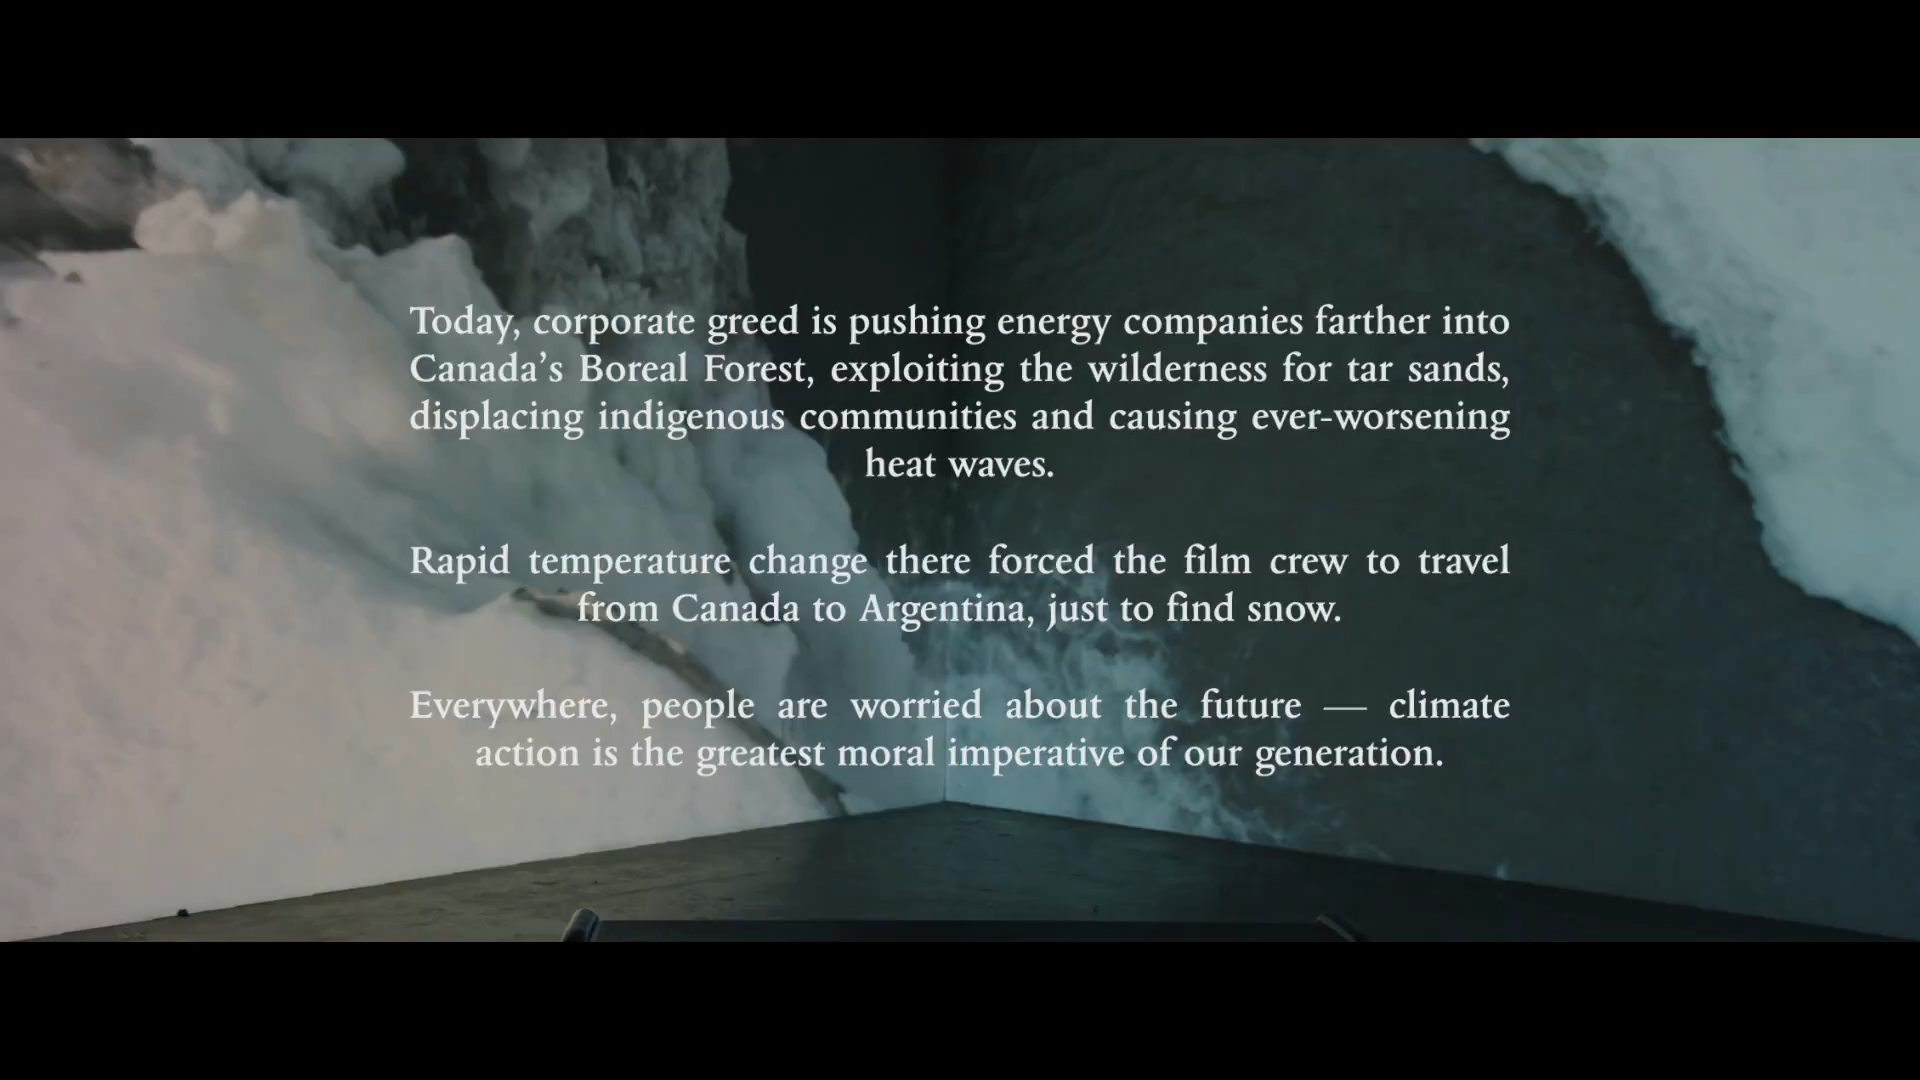 Today, corporate greed is pushing energy companies farther into
Canada’s Boreal Forest, exploiting the wilderness for tar sands,
displacing indigenous communities and causing ever-worsening
heat waves.
Rapid temperature change there forced the film crew to travel
from Canada to Argentina, just to find snow.
Everywhere, people are worried about the future — climate
action is the greatest moral imperative of our generation.